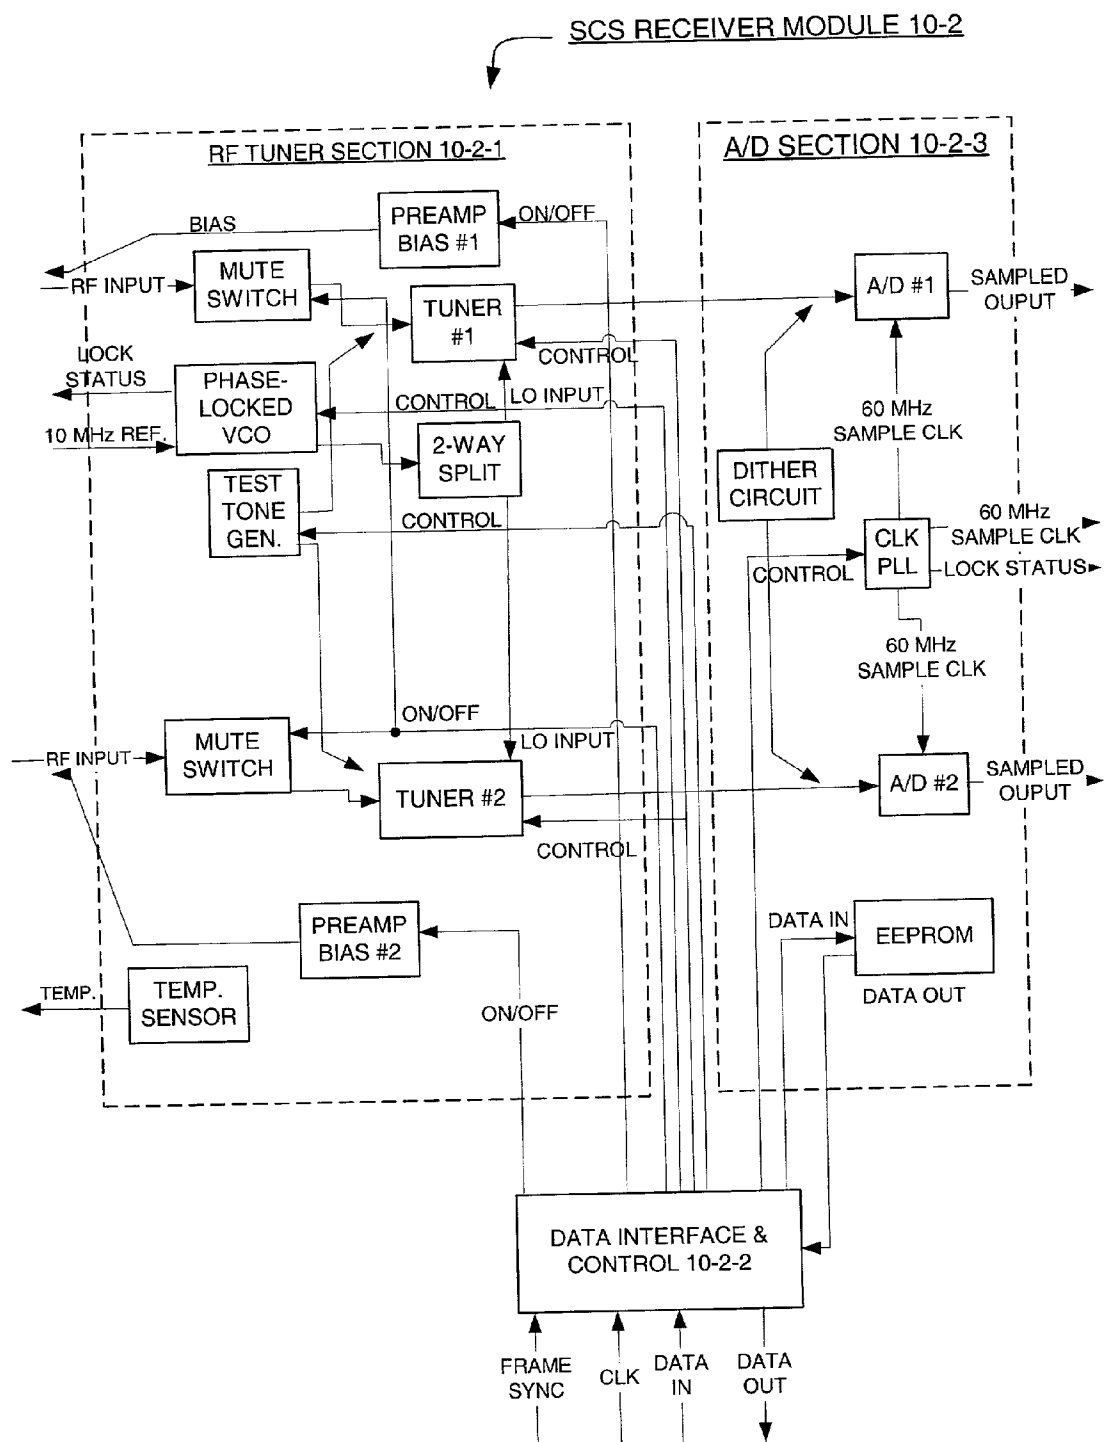 SCS RECEIVER MODULE 10-2
RF TUNER SECTION 10-2-1
A/D SECTION 10-2-3
BIAS
PREAMP
BIAS #1
ON/OFF
RF INPUT
MUTE
SWITCH
TUNER
#1
A/D #1
SAMPLED
OUPUT
LOCK
STATUS
CONTROL
PHASE-
LOCKED
VCO
CONTROL
LO INPUT
10 MHz REF.
2-WAY
SPLIT
60 MHz
SAMPLE CLK
TEST
TONE
GEN.
CONTROL
DITHER
CIRCUIT
CLK
PLL
60 MHz
SAMPLE CLK
CONTROL
LOCK STATUS
60 MHz
SAMPLE CLK
ON/OFF
RF INPUT
MUTE
SWITCH
LO INPUT
TUNER #2
A/D #2
SAMPLED
OUPUT
CONTROL
PREAMP
BIAS #2
DATA IN
EEPROM
DATA OUT
TEMP.
TEMP.
SENSOR
ON/OFF
DATA INTERFACE &
CONTROL 10-2-2
FRAME
SYNC
CLK
DATA
IN
DATA
OUT